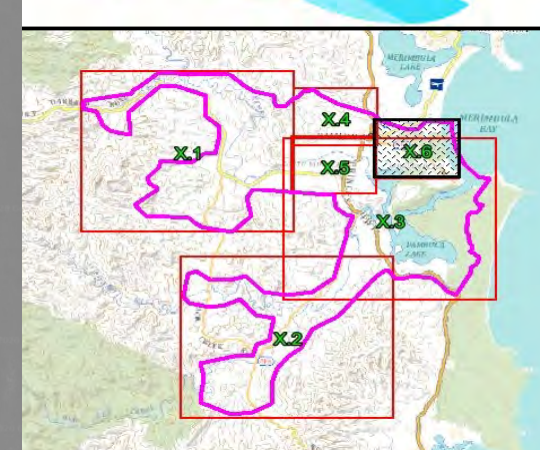 MERIMBULA
LAKE
MERIMBULA
BAY
X.4
X.1
X.6
X.5
X.3
PAMBULA
LAKE
X.2